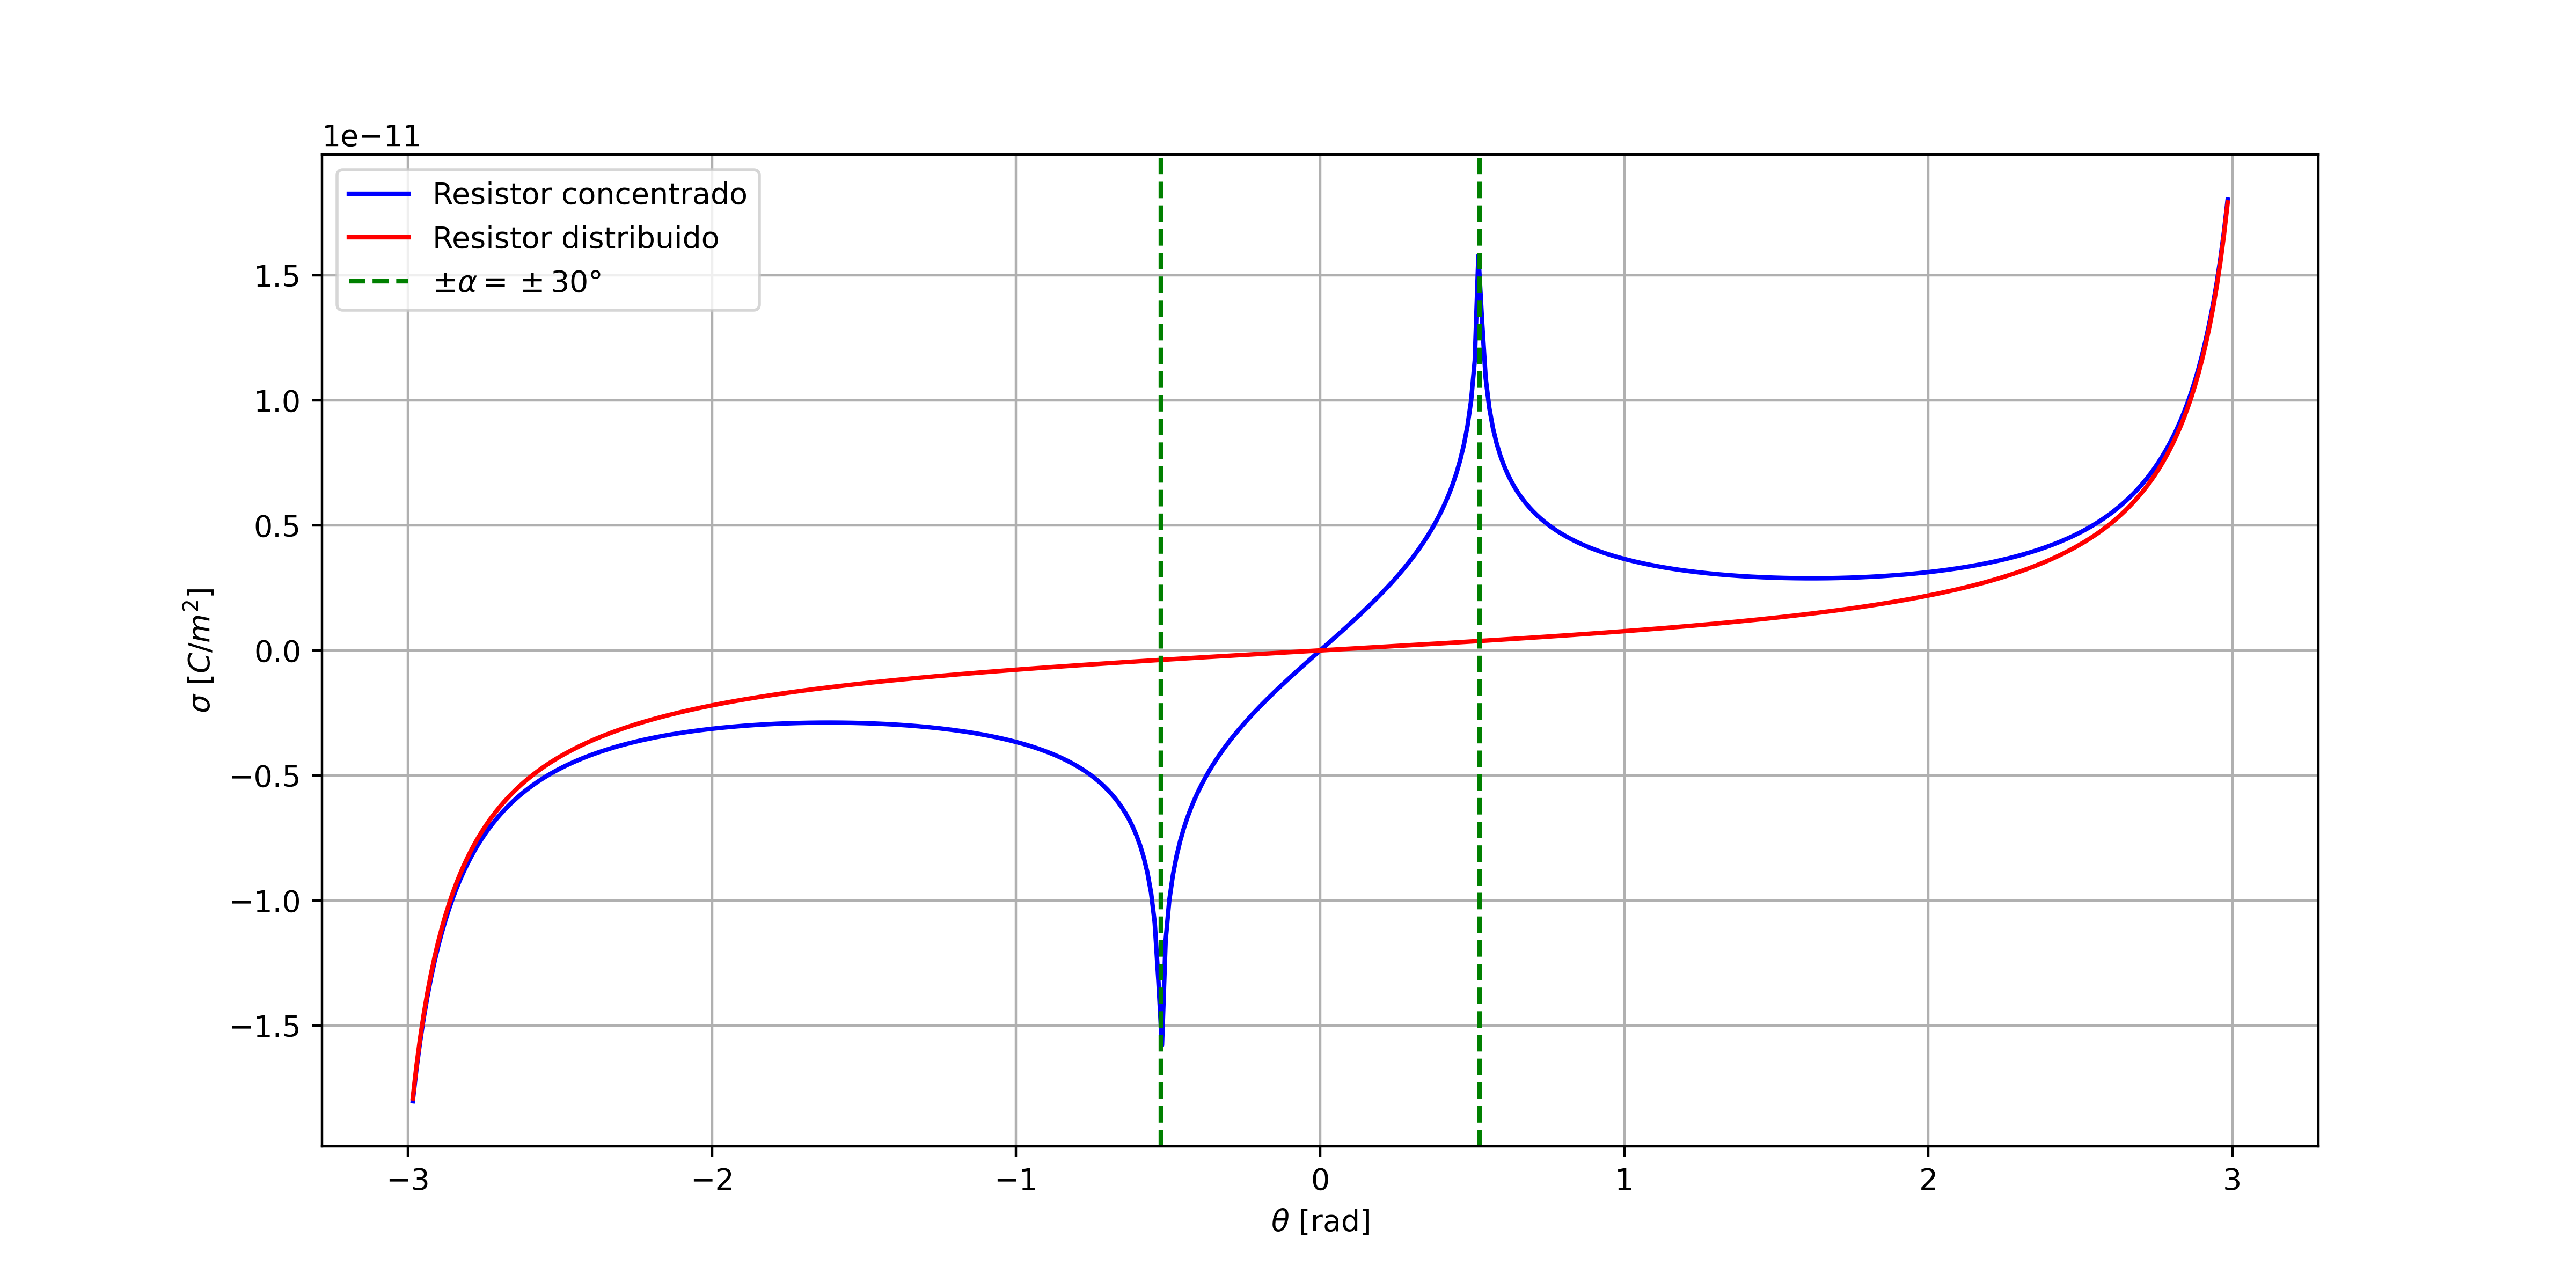 1e−11
Resistor concentrado
Resistor distribuido
±α = ±30°
1.5
1.0
0.5
0.0
−0.5
−1.0
−1.5
σ [C/m²]
−3 −2 −1 0 1 2 3
θ [rad]